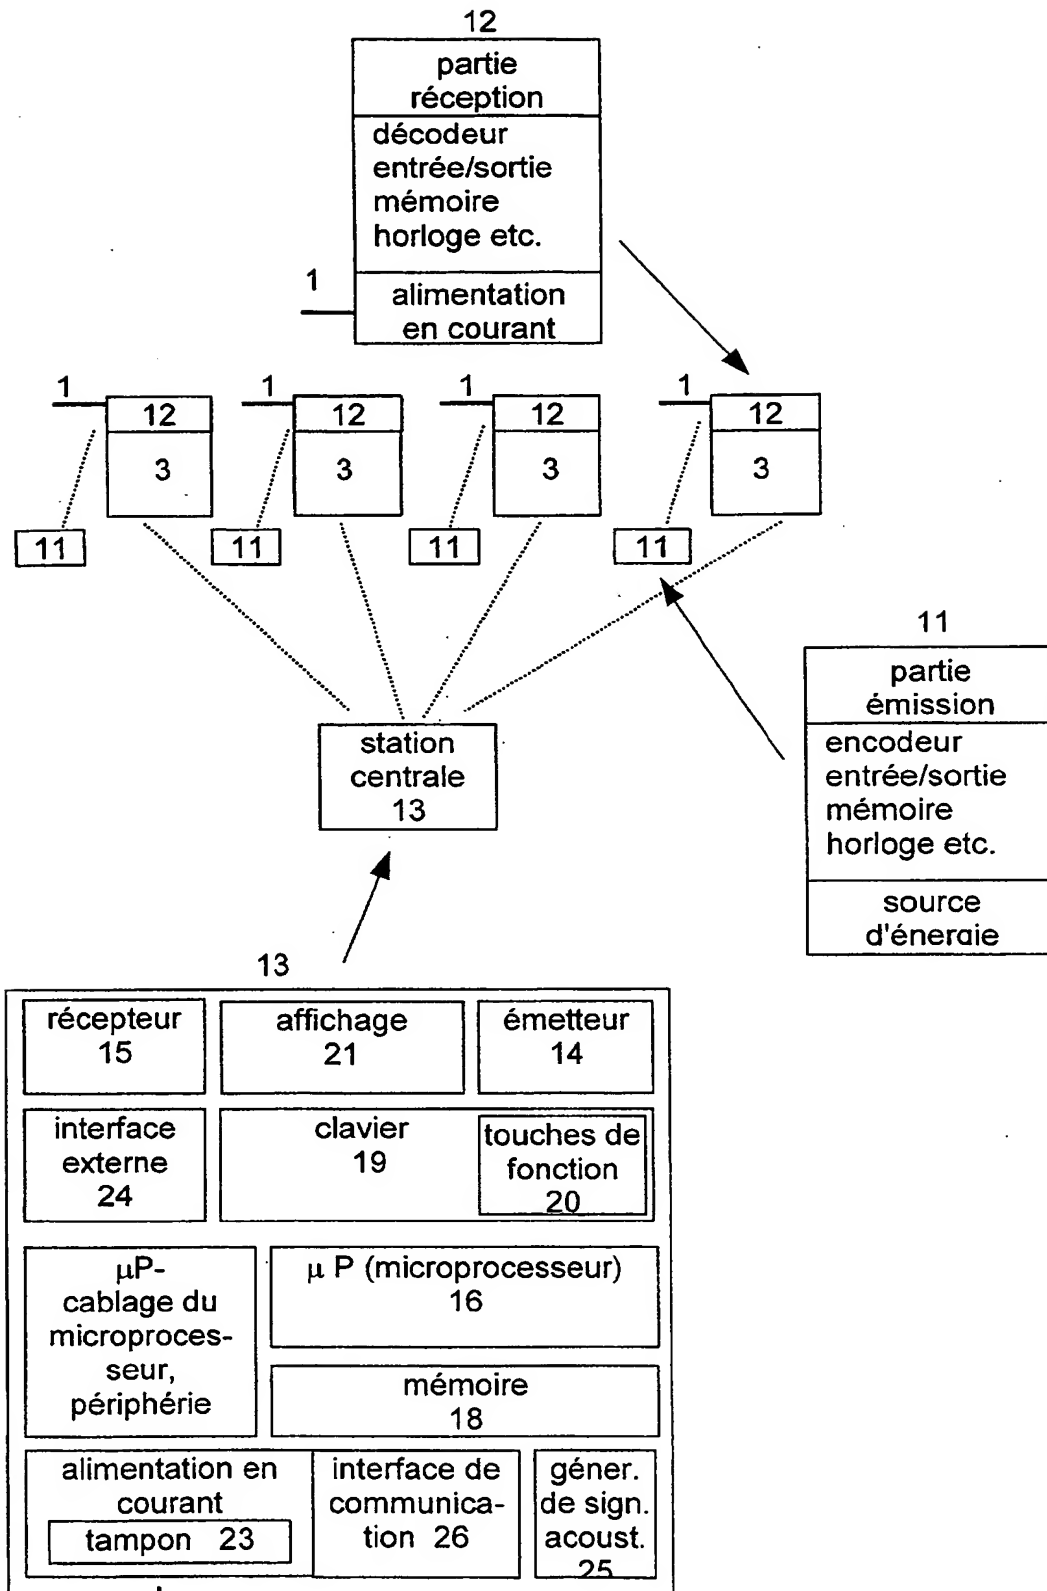 12
partie
réception
décodeur
entrée/sortie
mémoire
horloge etc.
1
alimentation
en courant
1 1 1 1
12 12 12 12
3 3 3 3
11 11 11 11
station
centrale
13
11
partie
émission
encodeur
entrée/sortie
mémoire
horloge etc.
source
d'énergie
13
récepteur
15
affichage
21
émetteur
14
interface
externe
24
clavier
19
touches de
fonction
20
µP-
cablage du
microproces-
seur,
périphérie
µ P (microprocesseur)
16
mémoire
18
alimentation en
courant
tampon 23
interface de
communica-
tion 26
géner.
de sign.
acoust.
25